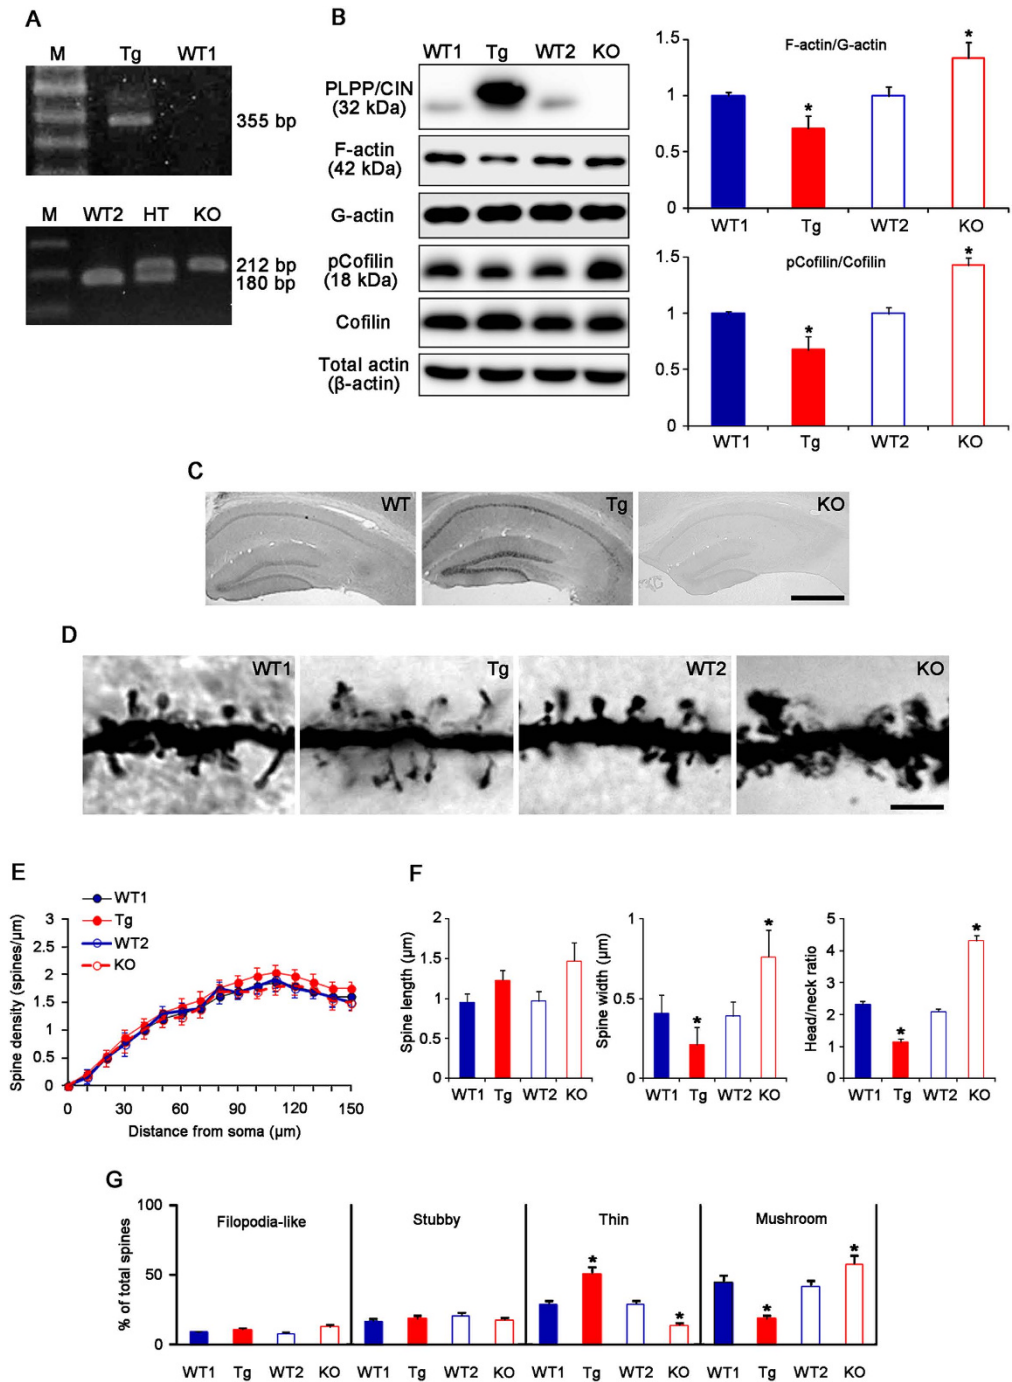 A
M Tg WT1
355 bp
M WT2 HT KO
212 bp
180 bp
B
WT1 Tg WT2 KO
PLPP/CIN
(32 kDa)
F-actin
(42 kDa)
G-actin
pCofilin
(18 kDa)
Cofilin
Total actin
(β-actin)
F-actin/G-actin
1.5
1
0.5
0
* *
WT1 Tg WT2 KO
pCofilin/Cofilin
1.5
1
0.5
0
* *
WT1 Tg WT2 KO
C
WT Tg KO
D
WT1 Tg WT2 KO
E
WT1
Tg
WT2
KO
Spine density (spines/µm)
3
2.5
2
1.5
1
0.5
0
0 30 60 90 120 150
Distance from soma (µm)
F
Spine length (µm)
2
1.5
1
0.5
0
WT1 Tg WT2 KO
Spine width (µm)
1
0.5
0
* *
WT1 Tg WT2 KO
Head/neck ratio
5
4
3
2
1
0
* *
WT1 Tg WT2 KO
G
% of total spines
100
50
0
Filopodia-like Stubby Thin Mushroom
* * * *
WT1 Tg WT2 KO WT1 Tg WT2 KO WT1 Tg WT2 KO WT1 Tg WT2 KO